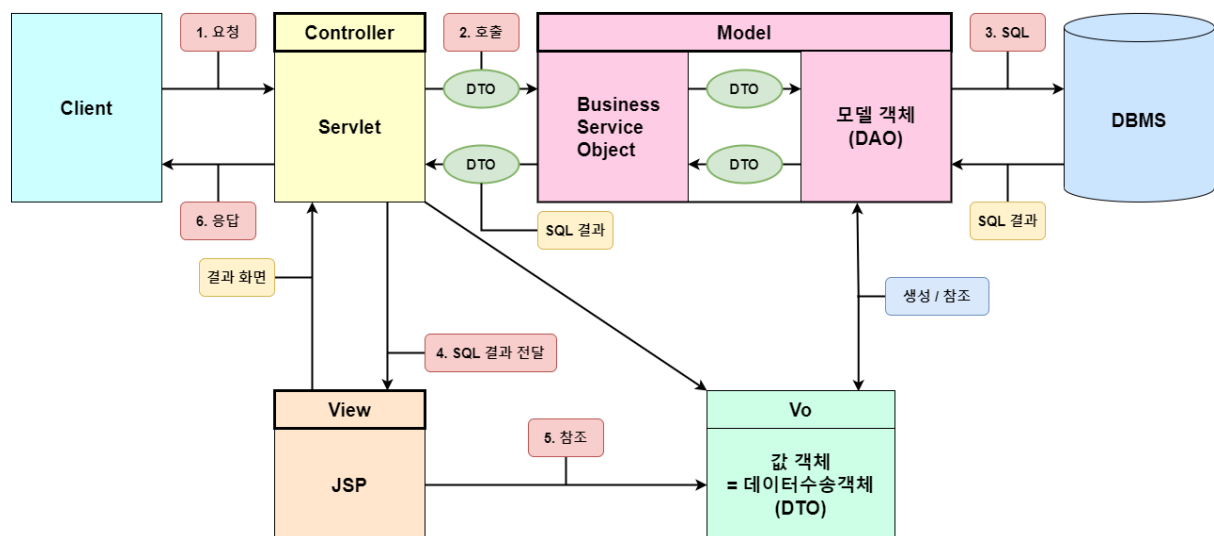 1. 요청
Controller
2. 호출
Model
3. SQL
Client
Servlet
DTO
Business
Service
Object
DTO
모델 객체
(DAO)
DBMS
DTO
DTO
6. 응답
SQL 결과
SQL 결과
결과 화면
생성 / 참조
4. SQL 결과 전달
View
Vo
JSP
5. 참조
값 객체
= 데이터수송객체
(DTO)